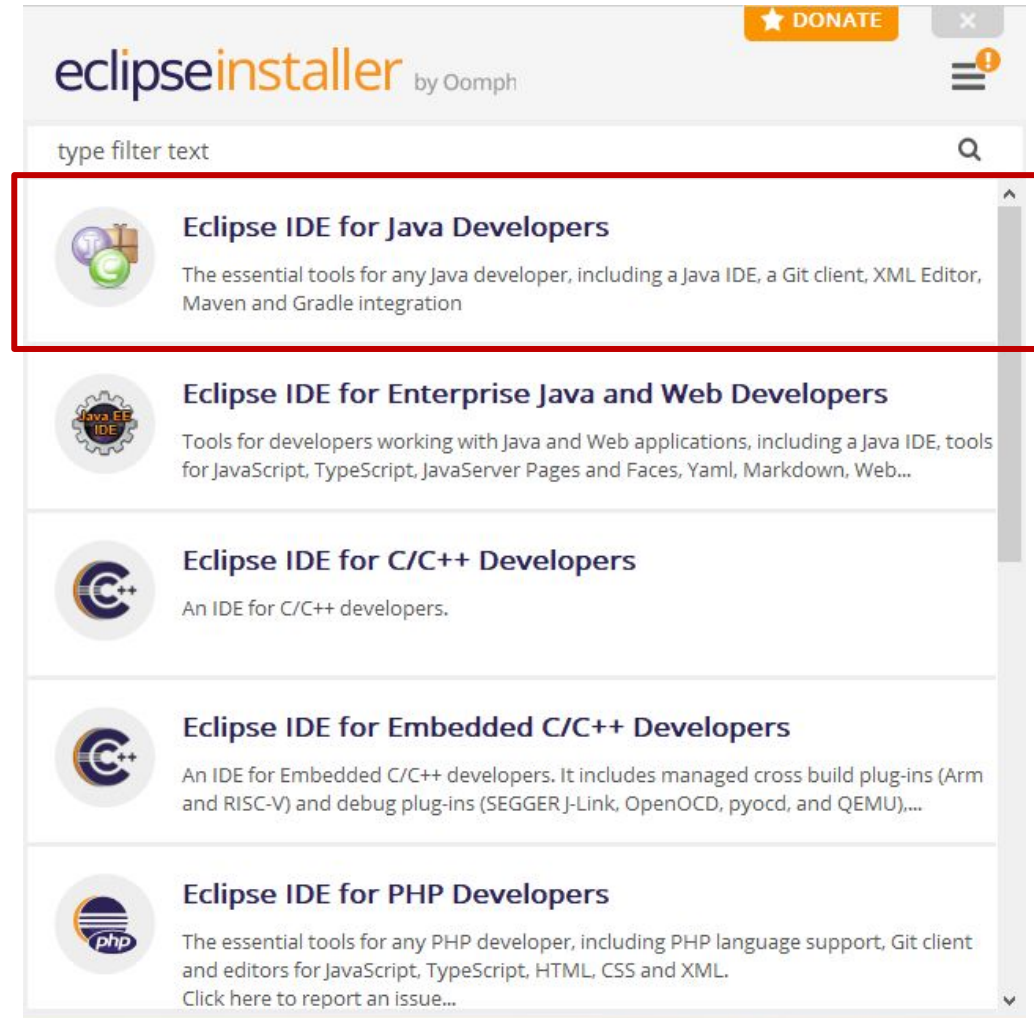 DONATE
eclipseinstaller by Oomph
type filter text
Eclipse IDE for Java Developers
The essential tools for any Java developer, including a Java IDE, a Git client, XML Editor,
Maven and Gradle integration
Java EE
IDE
Eclipse IDE for Enterprise Java and Web Developers
Tools for developers working with Java and Web applications, including a Java IDE, tools
for JavaScript, TypeScript, JavaServer Pages and Faces, Yaml, Markdown, Web...
C++
Eclipse IDE for C/C++ Developers
An IDE for C/C++ developers.
C++
Eclipse IDE for Embedded C/C++ Developers
An IDE for Embedded C/C++ developers. It includes managed cross build plug-ins (Arm
and RISC-V) and debug plug-ins (SEGGER J-Link, OpenOCD, pyocd, and QEMU),...
php
Eclipse IDE for PHP Developers
The essential tools for any PHP developer, including PHP language support, Git client
and editors for JavaScript, TypeScript, HTML, CSS and XML.
Click here to report an issue...